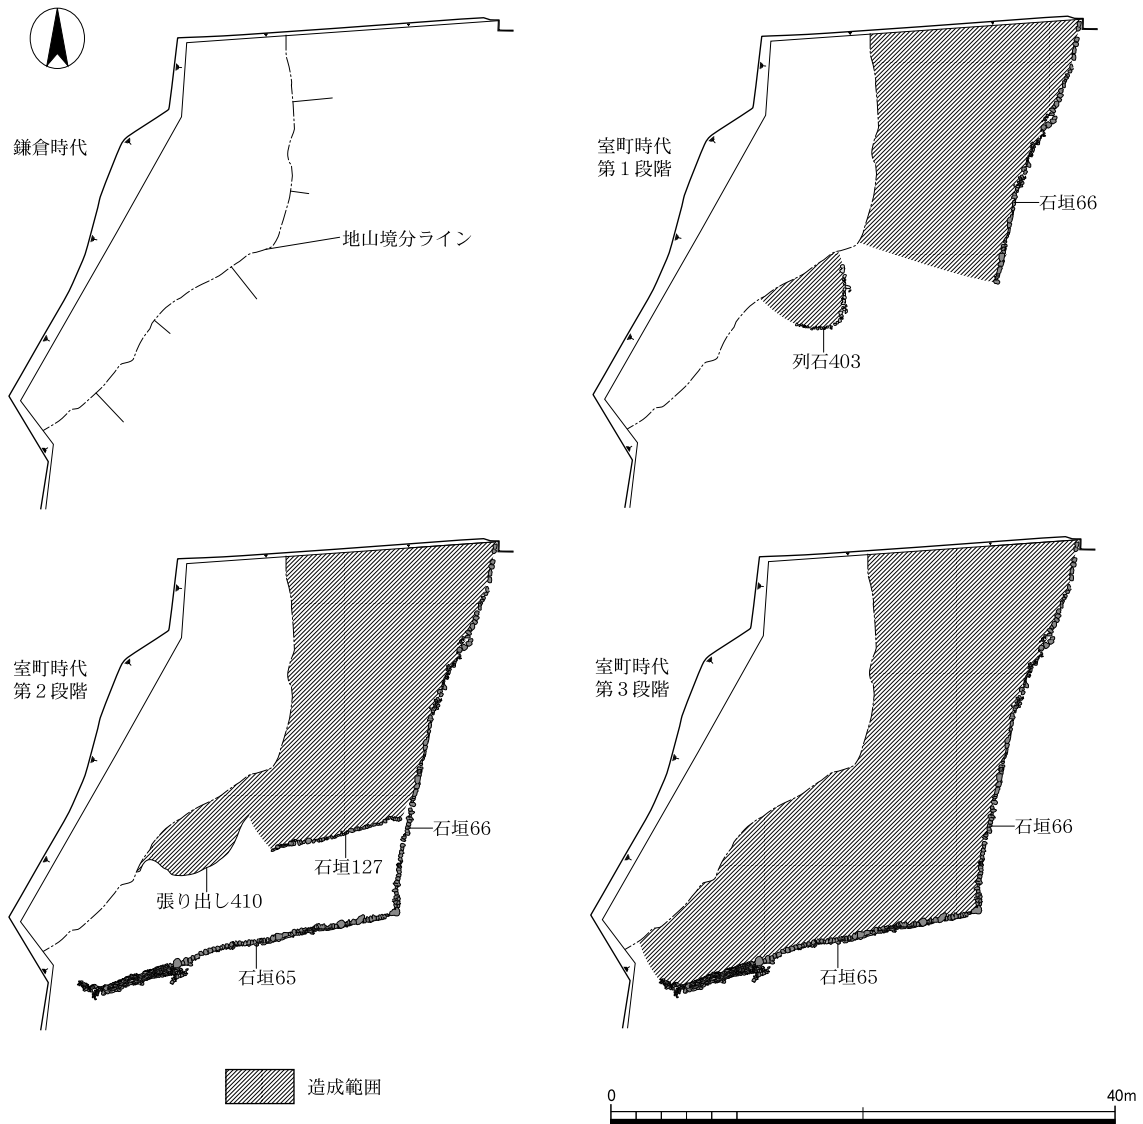 鎌倉時代
地山境分ライン
室町時代
第1段階
石垣66
列石403
室町時代
第2段階
石垣66
石垣127
張り出し410
石垣65
室町時代
第3段階
石垣66
石垣65
造成範囲
0
40m